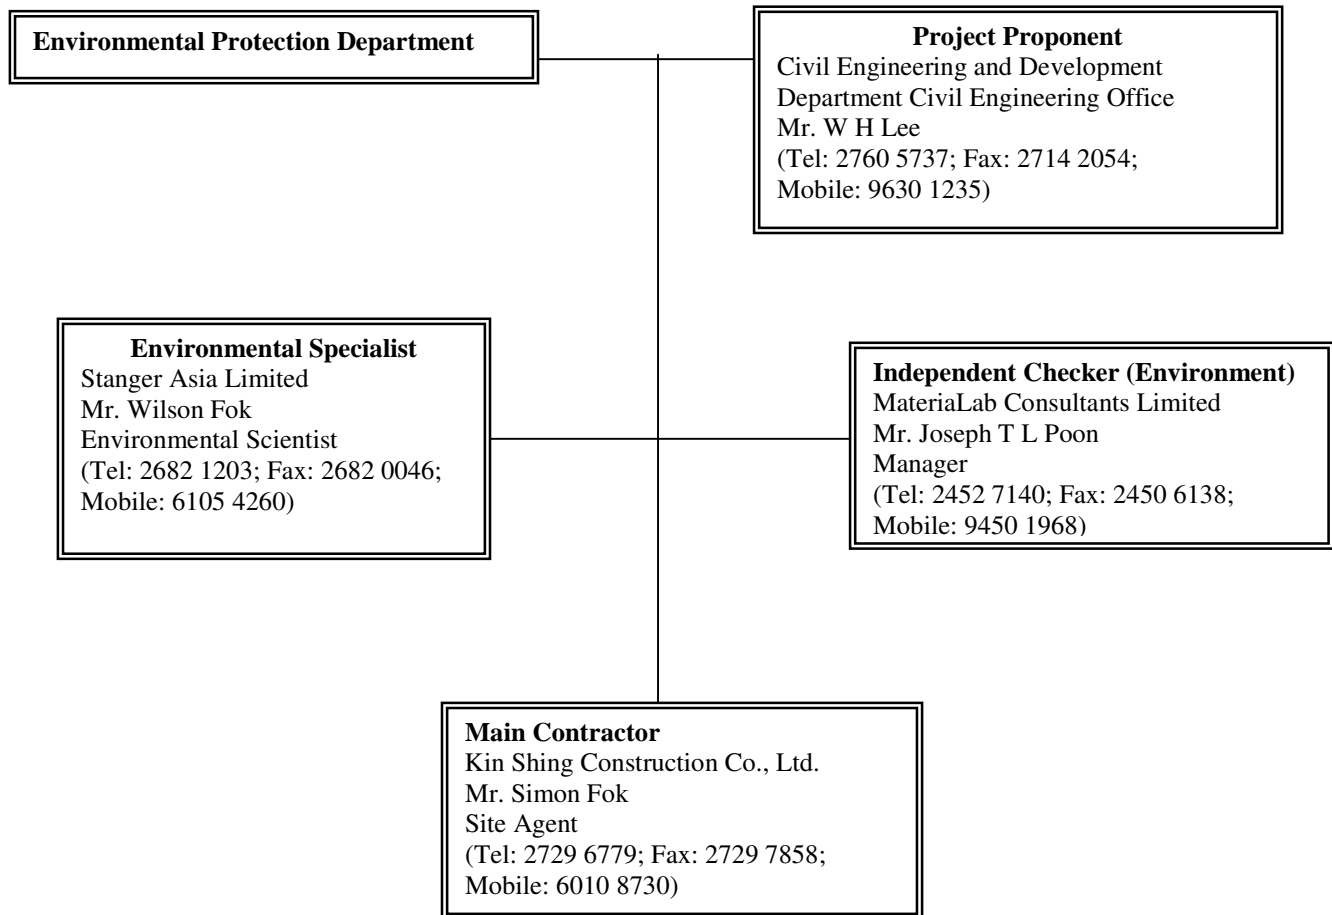 Environmental Protection Department
Project Proponent
Civil Engineering and Development
Department Civil Engineering Office
Mr. W H Lee
(Tel: 2760 5737; Fax: 2714 2054;
Mobile: 9630 1235)
Environmental Specialist
Stanger Asia Limited
Mr. Wilson Fok
Environmental Scientist
(Tel: 2682 1203; Fax: 2682 0046;
Mobile: 6105 4260)
Independent Checker (Environment)
MateriaLab Consultants Limited
Mr. Joseph T L Poon
Manager
(Tel: 2452 7140; Fax: 2450 6138;
Mobile: 9450 1968)
Main Contractor
Kin Shing Construction Co., Ltd.
Mr. Simon Fok
Site Agent
(Tel: 2729 6779; Fax: 2729 7858;
Mobile: 6010 8730)